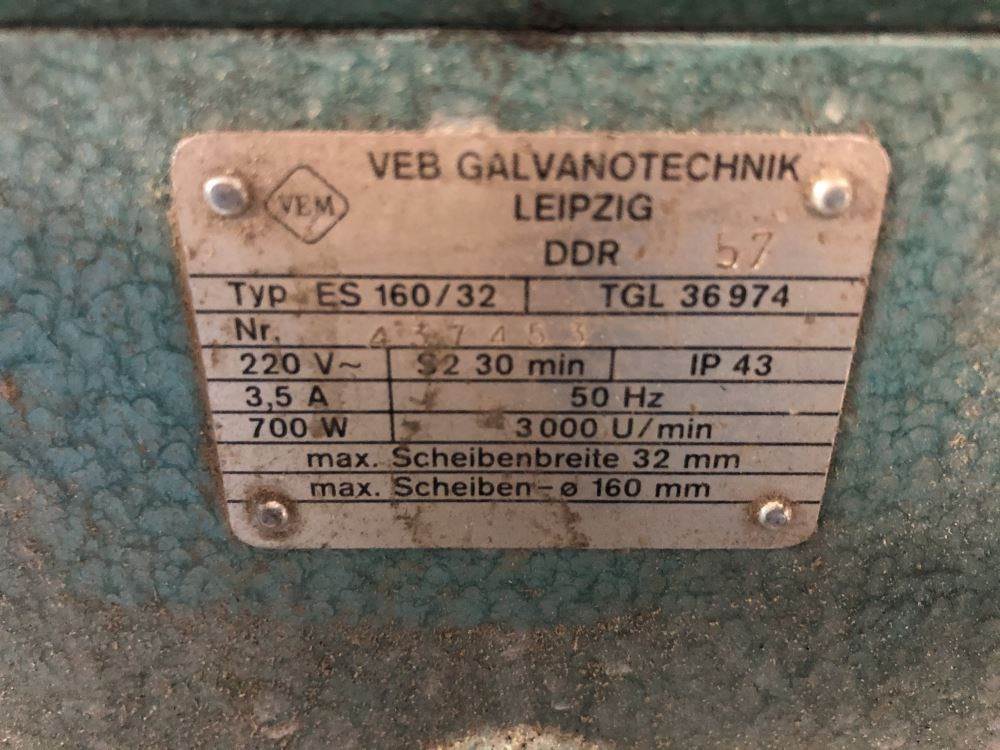 VEM
VEB GALVANOTECHNIK
LEIPZIG
DDR 57
Typ ES 160/32 TGL 36974
Nr. 437453
220 V~ S2 30 min IP 43
3,5 A 50 Hz
700 W 3000 U/min
max. Scheibenbreite 32 mm
max. Scheiben-ø 160 mm